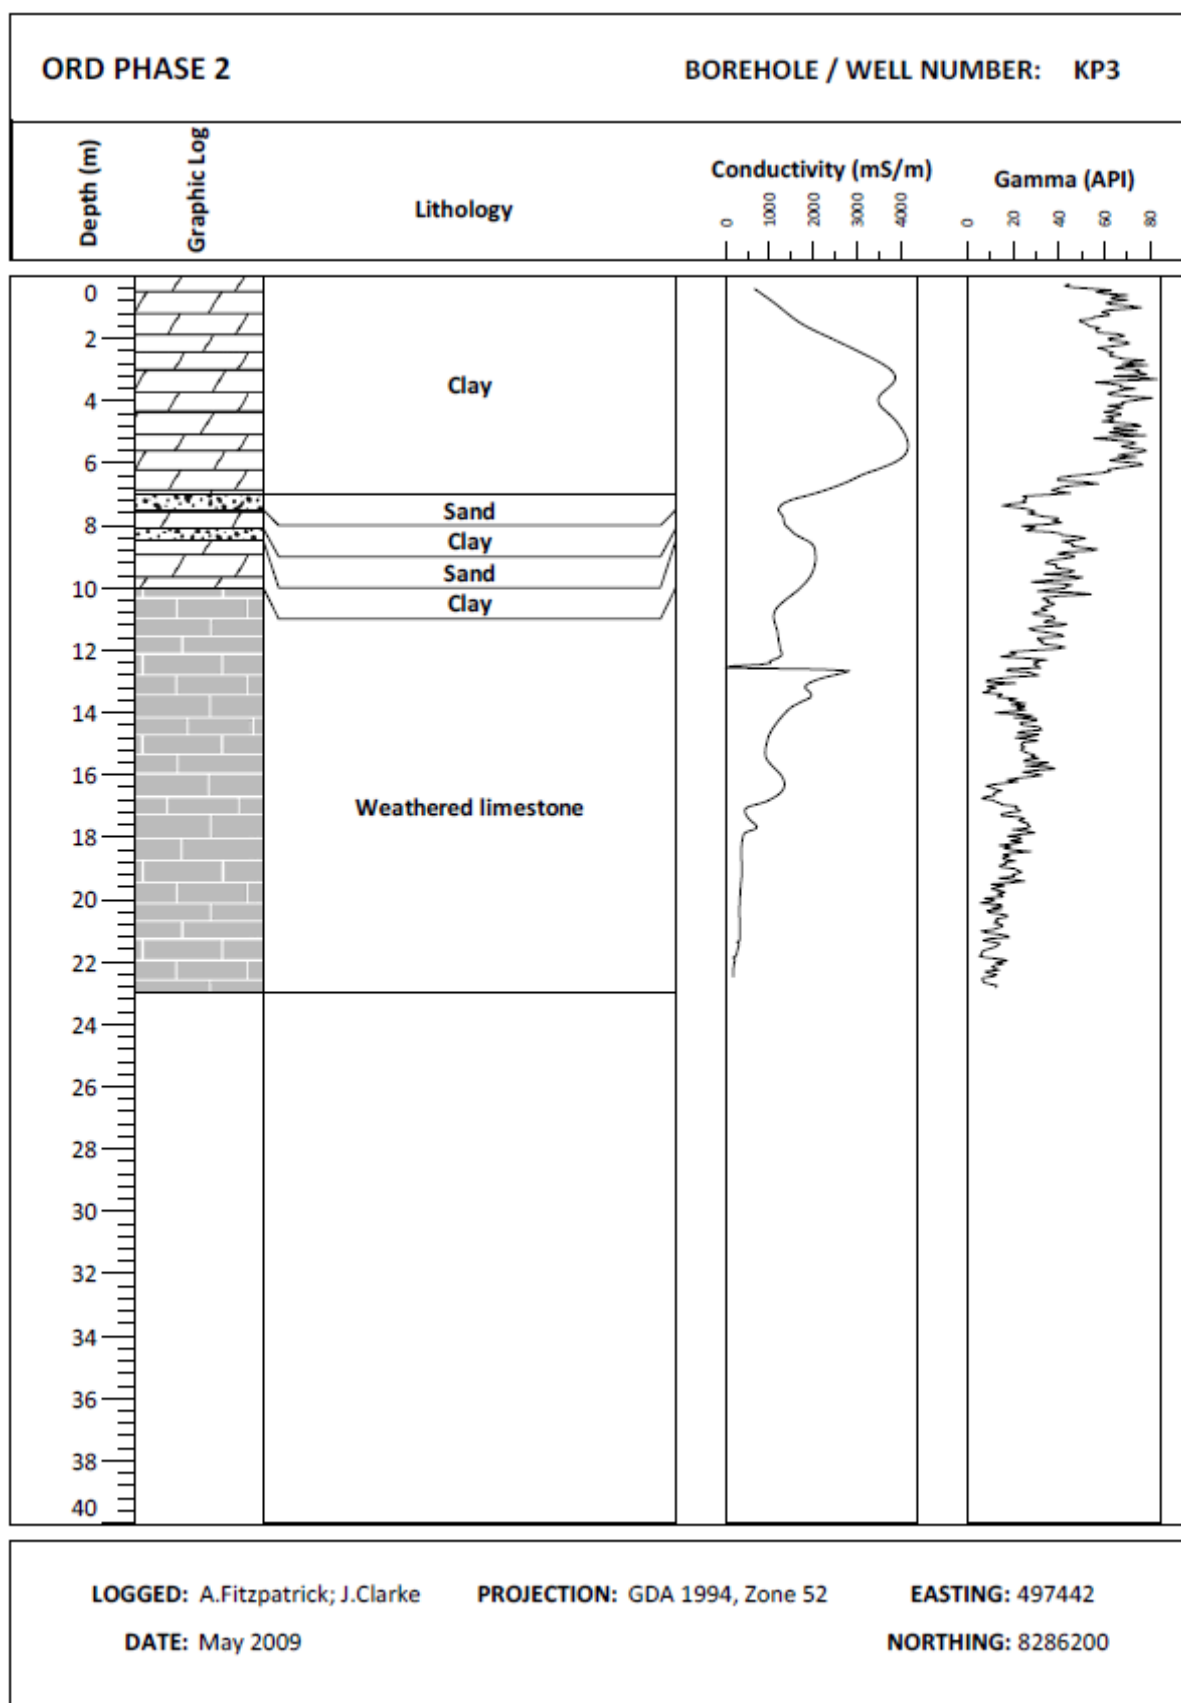 ORD PHASE 2
BOREHOLE / WELL NUMBER: KP3
Depth (m)
Graphic Log
Lithology
Conductivity (mS/m)
0 1000 2000 3000 4000
Gamma (API)
0 20 40 60 80
0
2
4
6
8
10
12
14
16
18
20
22
24
26
28
30
32
34
36
38
40
Clay
Sand
Clay
Sand
Clay
Weathered limestone
LOGGED: A.Fitzpatrick; J.Clarke PROJECTION: GDA 1994, Zone 52 EASTING: 497442
DATE: May 2009 NORTHING: 8286200